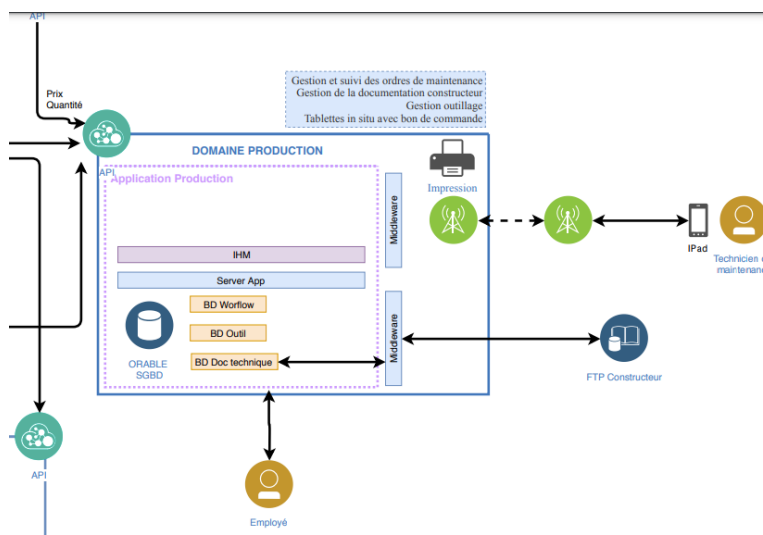 API
Prix
Quantité
Gestion et suivi des ordres de maintenance
Gestion de la documentation constructeur
Gestion outillage
Tablettes in situ avec bon de commande
DOMAINE PRODUCTION
API
Application Production
Impression
Middleware
IHM
Server App
BD Worflow
BD Outil
BD Doc technique
ORABLE
SGBD
Middleware
IPad
Technicien
maintenance
FTP Constructeur
API
Employé